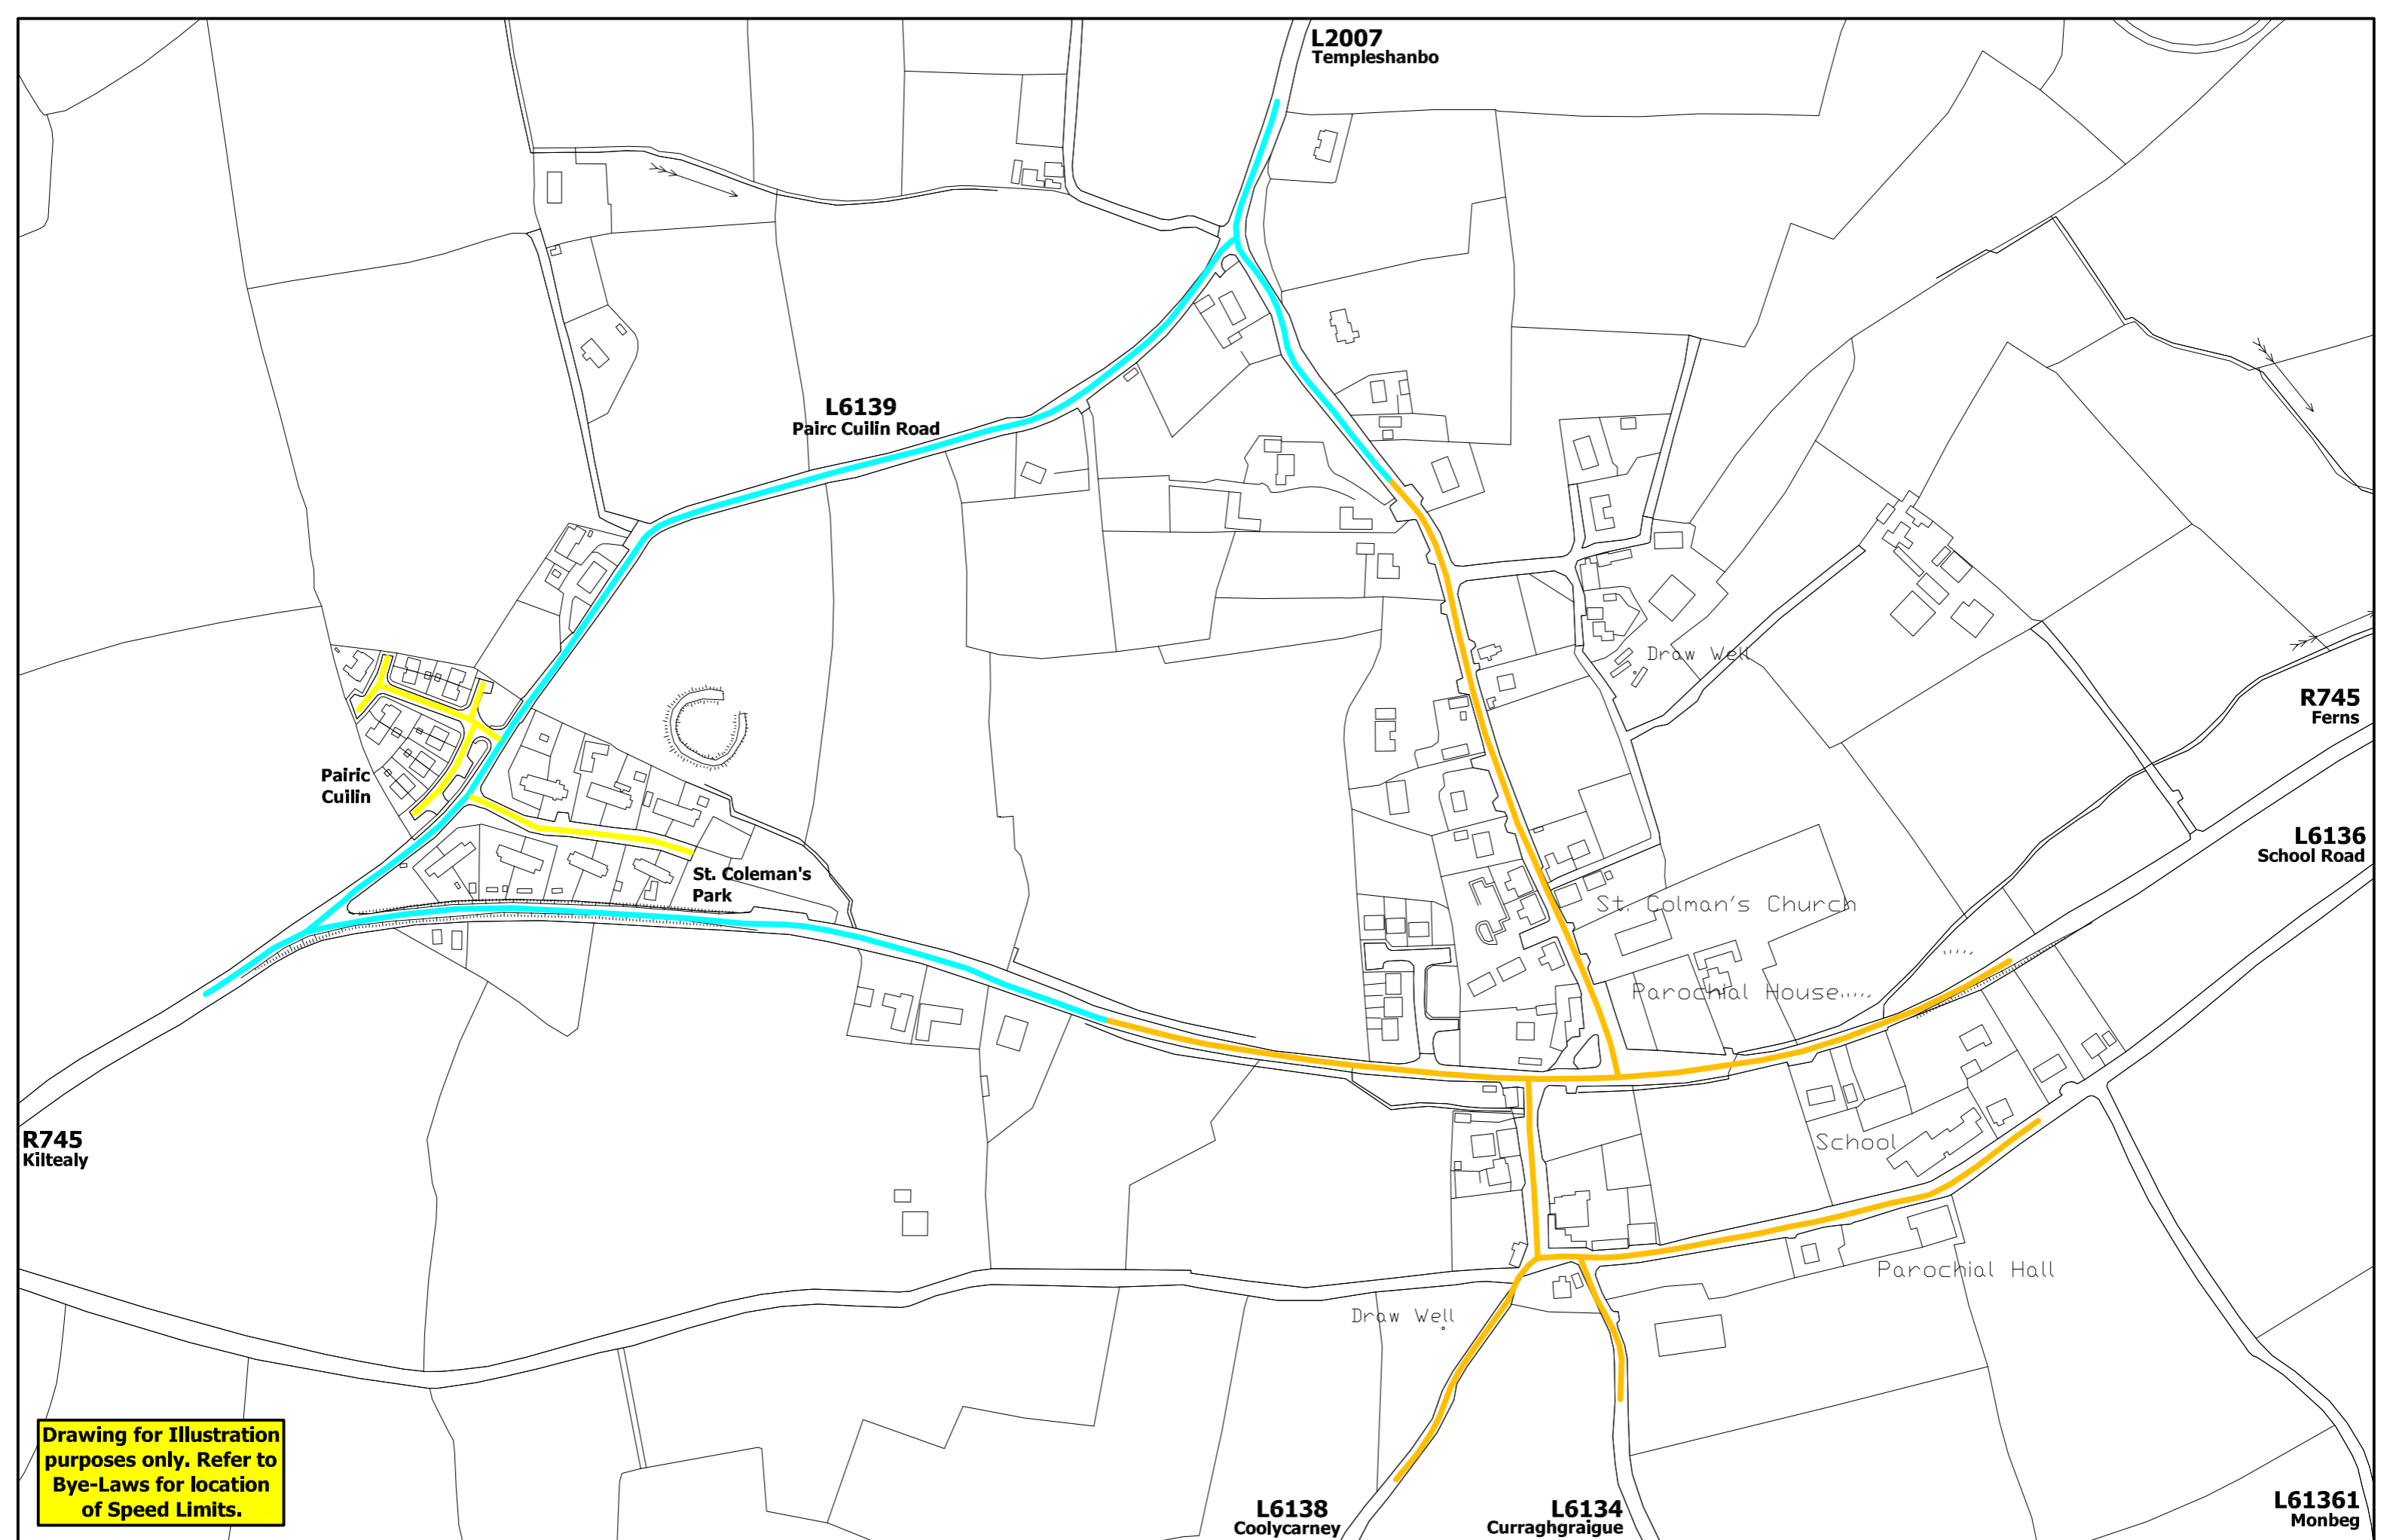 L2007
Templeshanbo
L6139
Pairc Cuilin Road
Draw Well
R745
Ferns
Pairic
Cuilin
L6136
School Road
St. Coleman's
Park
St. Colman's Church
Parochial House
R745
Kiltealy
School
Parochial Hall
Draw Well
Drawing for Illustration
purposes only. Refer to
Bye-Laws for location
of Speed Limits.
L6138
Coolycarney
L6134
Curraghgraigue
L61361
Monbeg